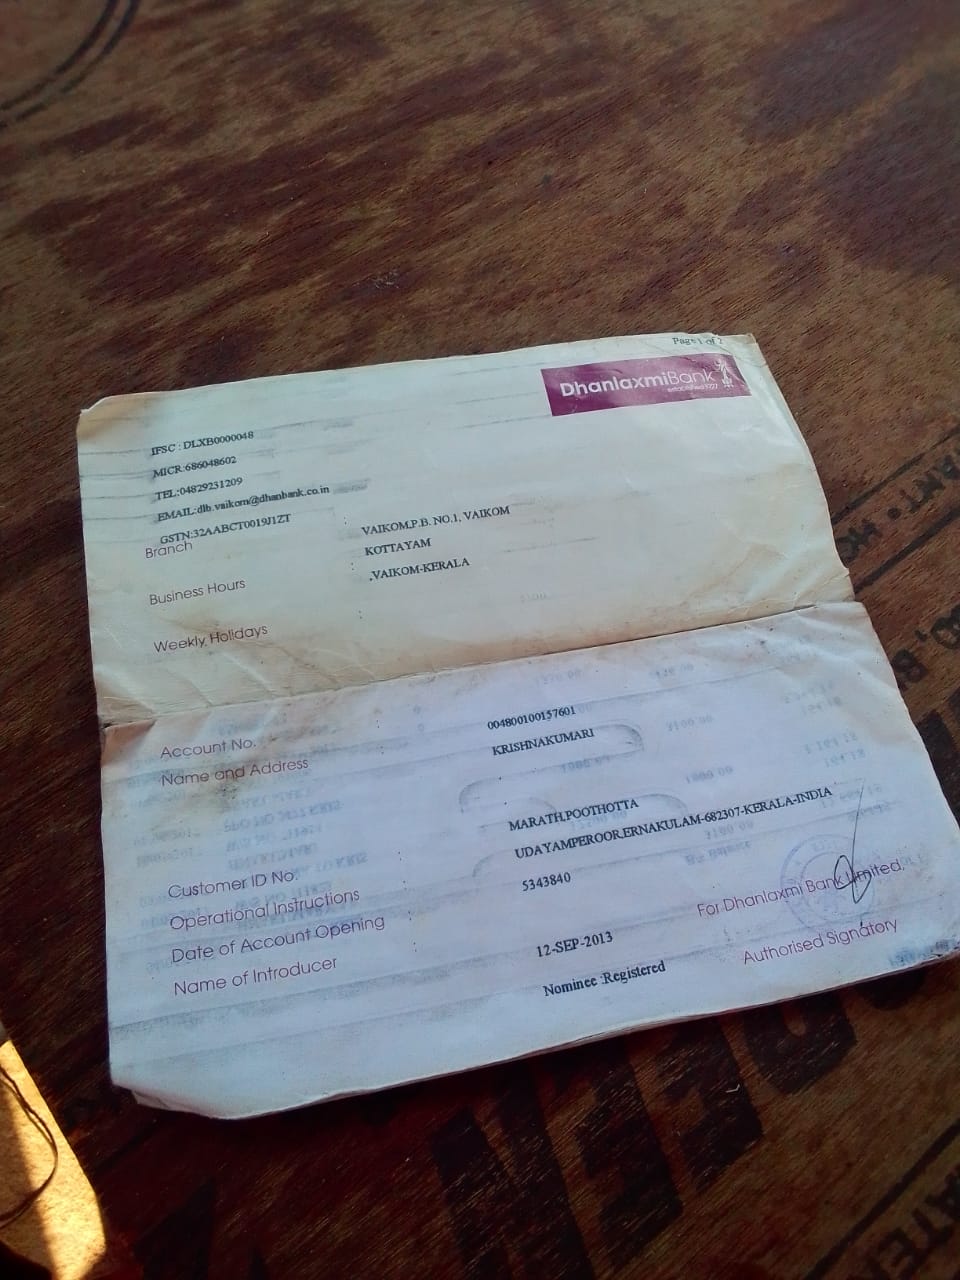 Page 1 of 2
DhanlaxmiBank
established 1927
IFSC : DLXB0000048
MICR:686048602
TEL:04829231209
EMAIL:dlb.vaikom@dhanbank.co.in
GSTN:32AABCT0019J1ZT
Branch : VAIKOM,P.B. NO.1, VAIKOM
KOTTAYAM
Business Hours : ,VAIKOM-KERALA
Weekly Holidays :
Account No. 004800100157601
Name and Address KRISHNAKUMARI
MARATH,POOTHOTTA
UDAYAMPEROOR,ERNAKULAM-682307-KERALA-INDIA
Customer ID No. : 5343840
Operational Instructions
Date of Account Opening : 12-SEP-2013
Name of Introducer Nominee :Registered
For Dhanlaxmi Bank Limited,
Authorised Signatory